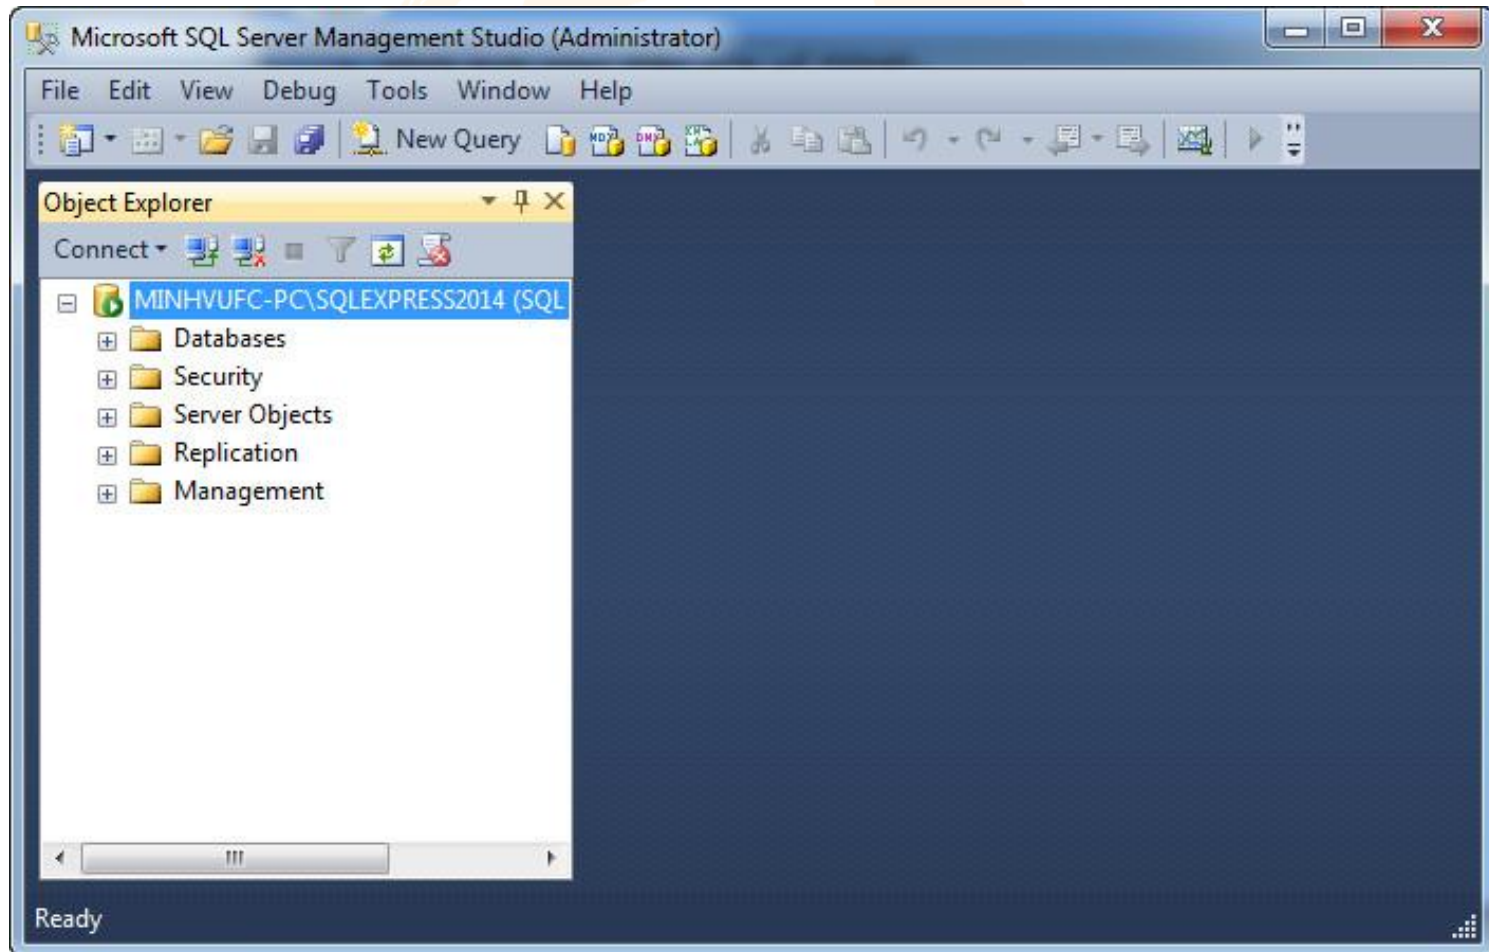 Microsoft SQL Server Management Studio (Administrator)
File Edit View Debug Tools Window Help
New Query
Object Explorer
Connect
MINHVUFC-PC\SQLEXPRESS2014 (SQL
Databases
Security
Server Objects
Replication
Management
Ready